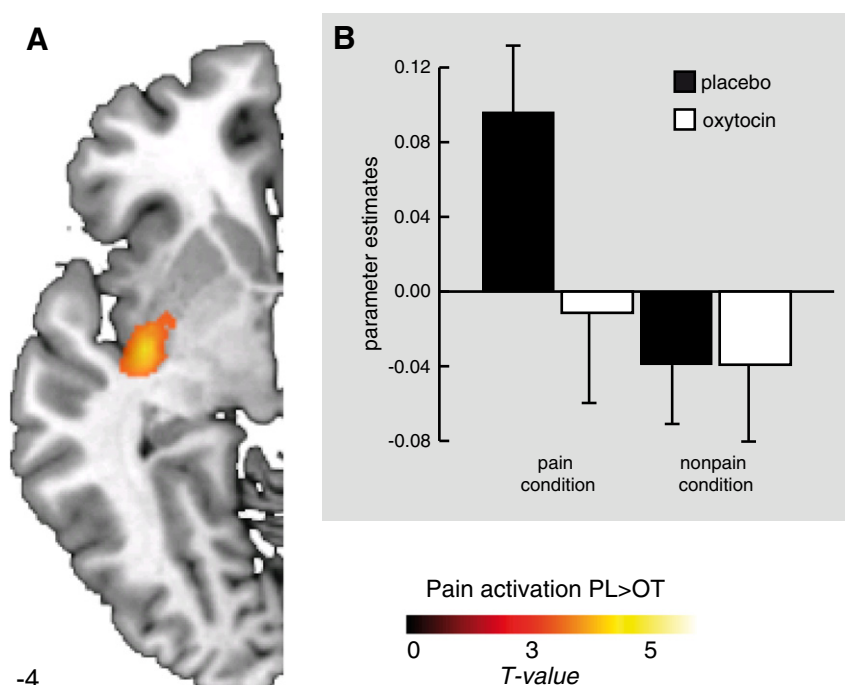 A
B
0.12
0.08
0.04
0.00
-0.04
-0.08
parameter estimates
placebo
oxytocin
pain
condition
nonpain
condition
Pain activation PL>OT
0 3 5
T-value
-4